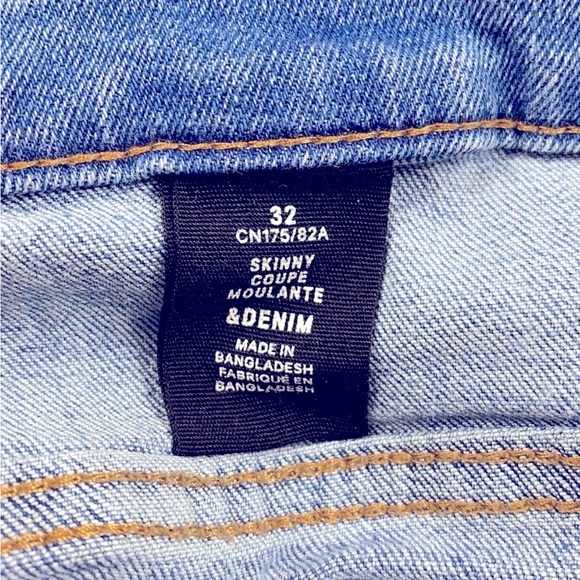 32
CN175/82A
SKINNY
COUPE
MOULANTE
&DENIM
MADE IN
BANGLADESH
FABRIQUÉ EN
BANGLADESH